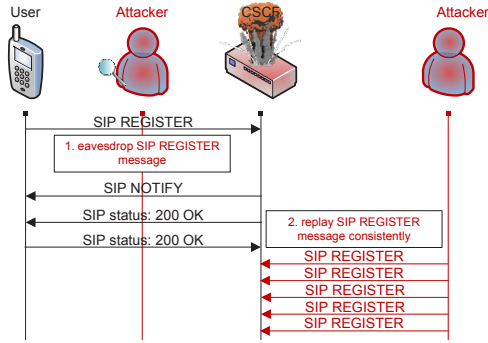 User
Attacker
CSCF
Attacker
SIP REGISTER
1. eavesdrop SIP REGISTER
message
SIP NOTIFY
SIP status: 200 OK
2. replay SIP REGISTER
message consistently
SIP status: 200 OK
SIP REGISTER
SIP REGISTER
SIP REGISTER
SIP REGISTER
SIP REGISTER